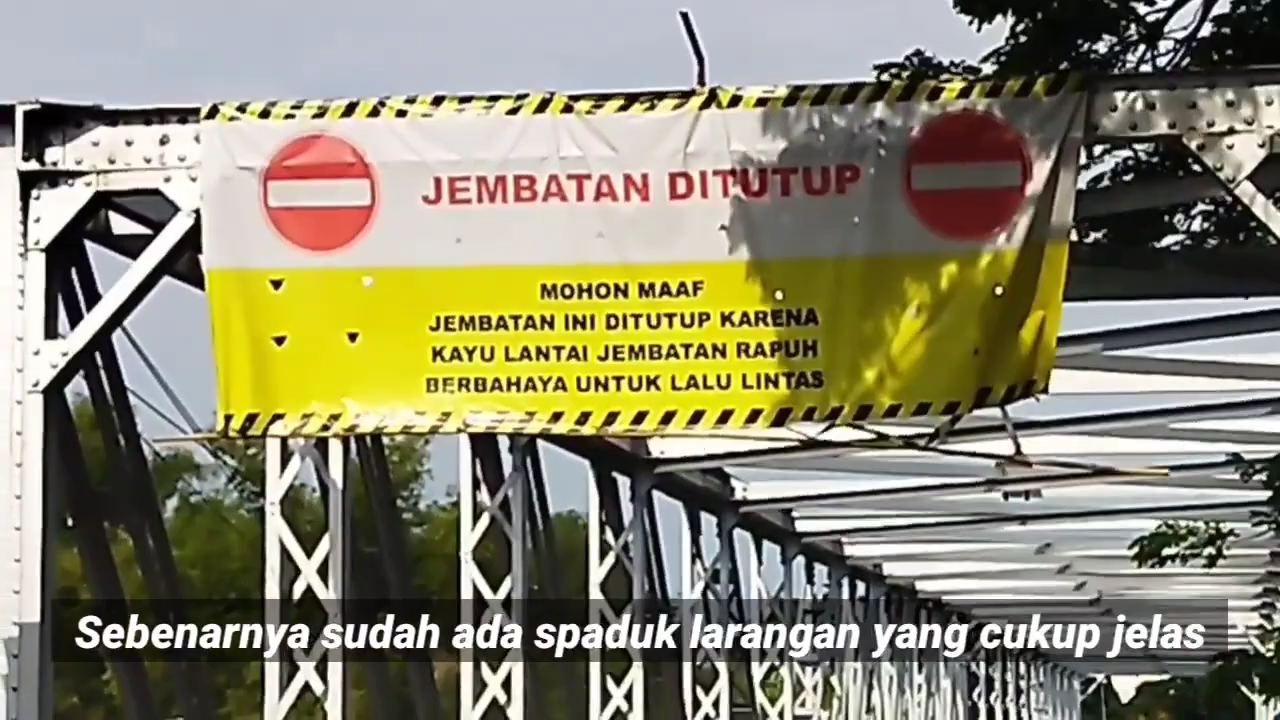 JEMBATAN DITUTUP
MOHON MAAF
JEMBATAN INI DITUTUP KARENA
KAYU LANTAI JEMBATAN RAPUH
BERBAHAYA UNTUK LALU LINTAS
Sebenarnya sudah ada spaduk larangan yang cukup jelas